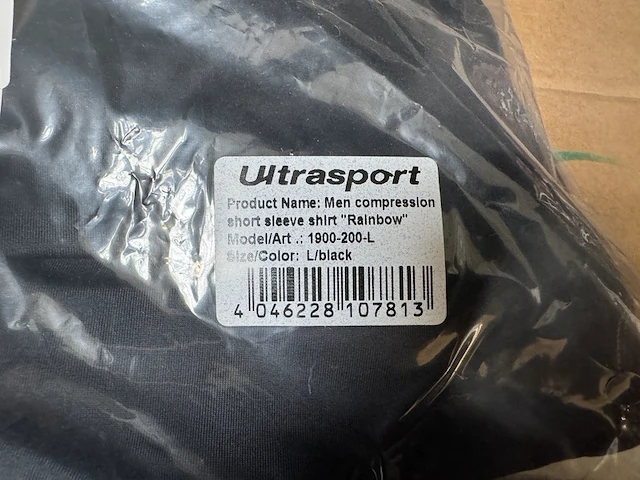 Ultrasport
Product Name: Men compression
short sleeve shirt "Rainbow"
Model/Art .: 1900-200-L
Size/Color: L/black
4 046228 107813